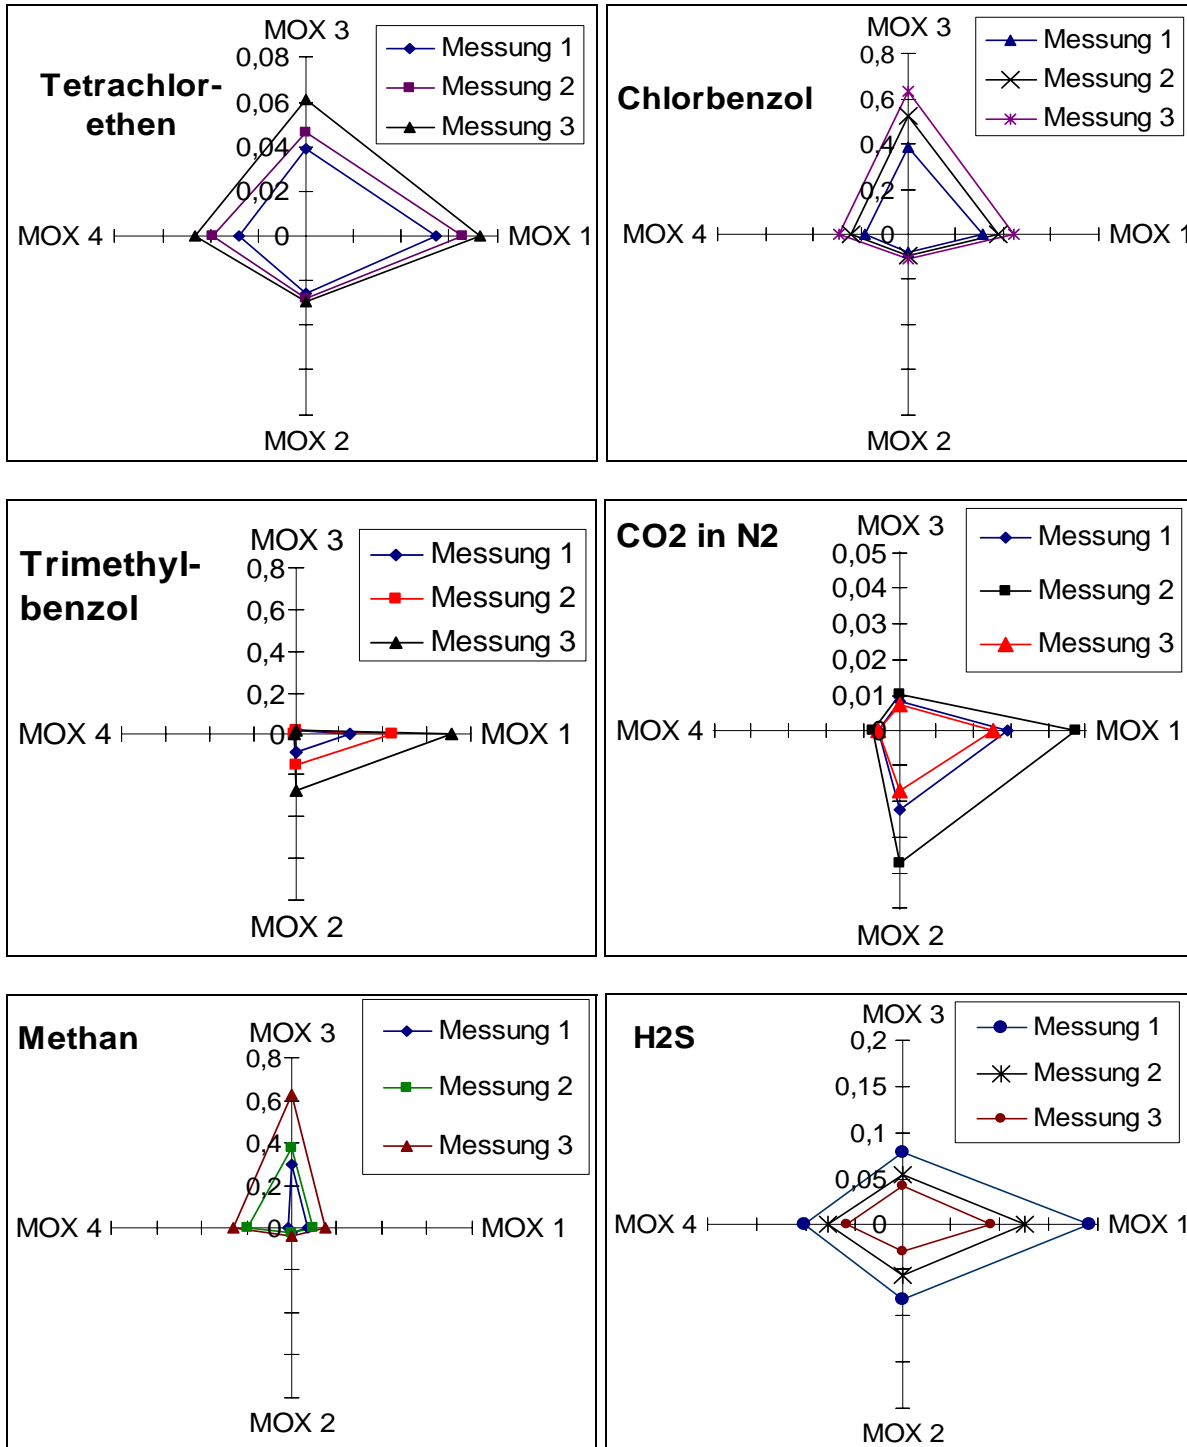 Tetrachlor-
ethen
MOX 3
0,08
0,06
0,04
0,02
0
MOX 4
MOX 1
MOX 2
Messung 1
Messung 2
Messung 3
Chlorbenzol
MOX 3
0,8
0,6
0,4
0,2
0
MOX 4
MOX 1
MOX 2
Messung 1
Messung 2
Messung 3
Trimethyl-
benzol
MOX 3
0,8
0,6
0,4
0,2
0
MOX 4
MOX 1
MOX 2
Messung 1
Messung 2
Messung 3
CO2 in N2
MOX 3
0,05
0,04
0,03
0,02
0,01
0
MOX 4
MOX 1
MOX 2
Messung 1
Messung 2
Messung 3
Methan
MOX 3
0,8
0,6
0,4
0,2
0
MOX 4
MOX 1
MOX 2
Messung 1
Messung 2
Messung 3
H2S
MOX 3
0,2
0,15
0,1
0,05
0
MOX 4
MOX 1
MOX 2
Messung 1
Messung 2
Messung 3